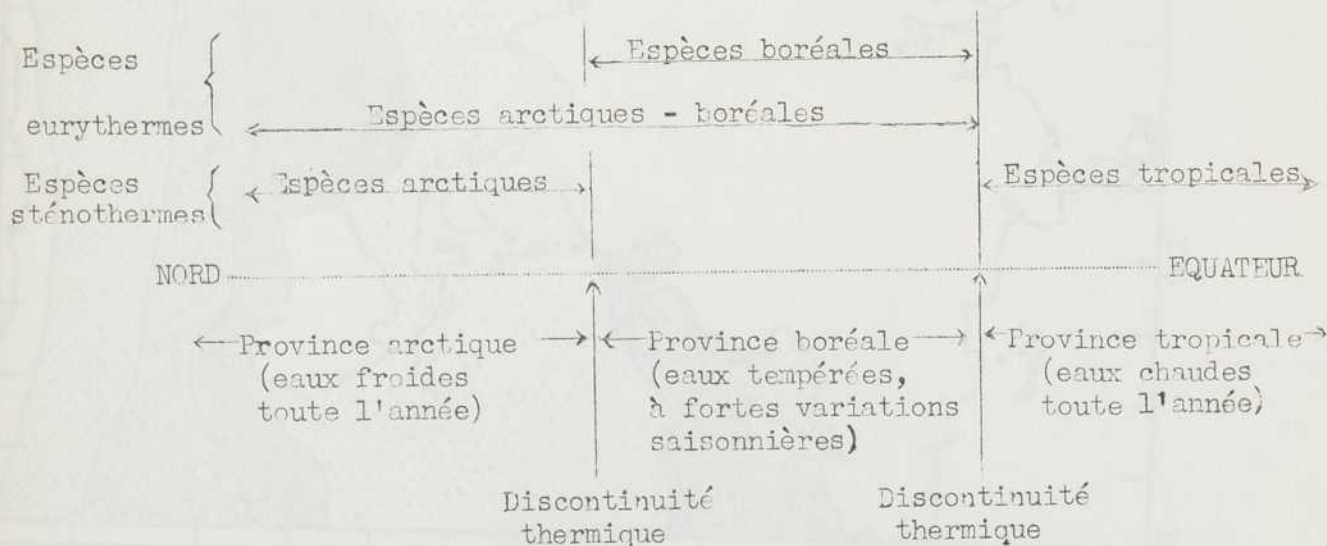 Espèces
eurythermes
Espèces boréales
Espèces arctiques - boréales
Espèces
sténothermes
Espèces arctiques
Espèces tropicales
NORD
EQUATEUR
Province arctique
(eaux froides
toute l'année)
Province boréale
(eaux tempérées,
à fortes variations
saisonnières)
Province tropicale
(eaux chaudes
toute l'année)
Discontinuité
thermique
Discontinuité
thermique